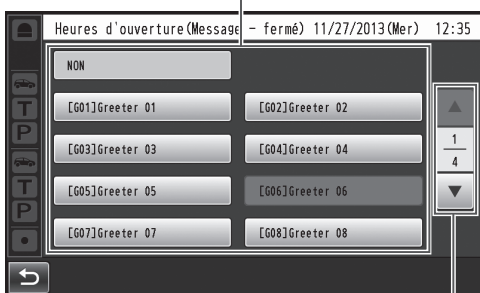 Heures d'ouverture(Message - fermé) 11/27/2013(Mer) 12:35
NON
[G01]Greeter 01 [G02]Greeter 02
[G03]Greeter 03 [G04]Greeter 04
[G05]Greeter 05 [G06]Greeter 06
[G07]Greeter 07 [G08]Greeter 08
1
4
T
P
T
P